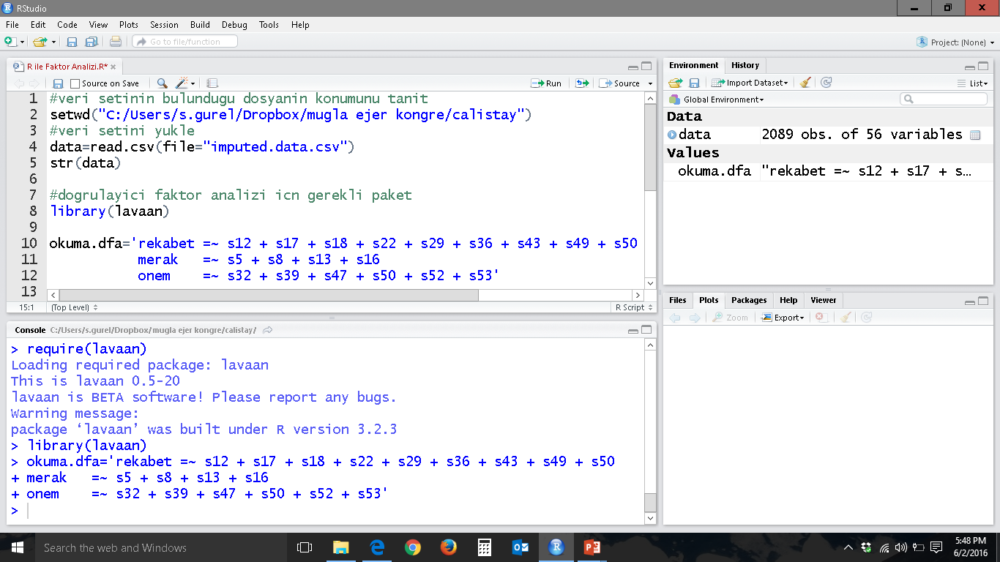 RStudio
File Edit Code View Plots Session Build Debug Tools Help
Go to file/function
Project: (None)
R ile Faktor Analizi.R*
Source on Save
Run
Source
1 #veri setinin bulundugu dosyanin konumunu tanit
2 setwd("C:/Users/s.gurel/Dropbox/mugla ejer kongre/calistay")
3 #veri setini yukle
4 data=read.csv(file="imputed.data.csv")
5 str(data)
6
7 #dogrulayici faktor analizi icn gerekli paket
8 library(lavaan)
9
10 okuma.dfa='rekabet =~ s12 + s17 + s18 + s22 + s29 + s36 + s43 + s49 + s50
11 merak =~ s5 + s8 + s13 + s16
12 onem =~ s32 + s39 + s47 + s50 + s52 + s53'
13
15:1 (Top Level) R Script
Console C:/Users/s.gurel/Dropbox/mugla ejer kongre/calistay/
> require(lavaan)
Loading required package: lavaan
This is lavaan 0.5-20
lavaan is BETA software! Please report any bugs.
Warning message:
package ‘lavaan’ was built under R version 3.2.3
> library(lavaan)
> okuma.dfa='rekabet =~ s12 + s17 + s18 + s22 + s29 + s36 + s43 + s49 + s50
+ merak =~ s5 + s8 + s13 + s16
+ onem =~ s32 + s39 + s47 + s50 + s52 + s53'
>
Environment History
Import Dataset List
Global Environment
Data
data 2089 obs. of 56 variables
Values
okuma.dfa "rekabet =~ s12 + s17 + s…
Files Plots Packages Help Viewer
Zoom Export
Search the web and Windows
5:48 PM
6/2/2016